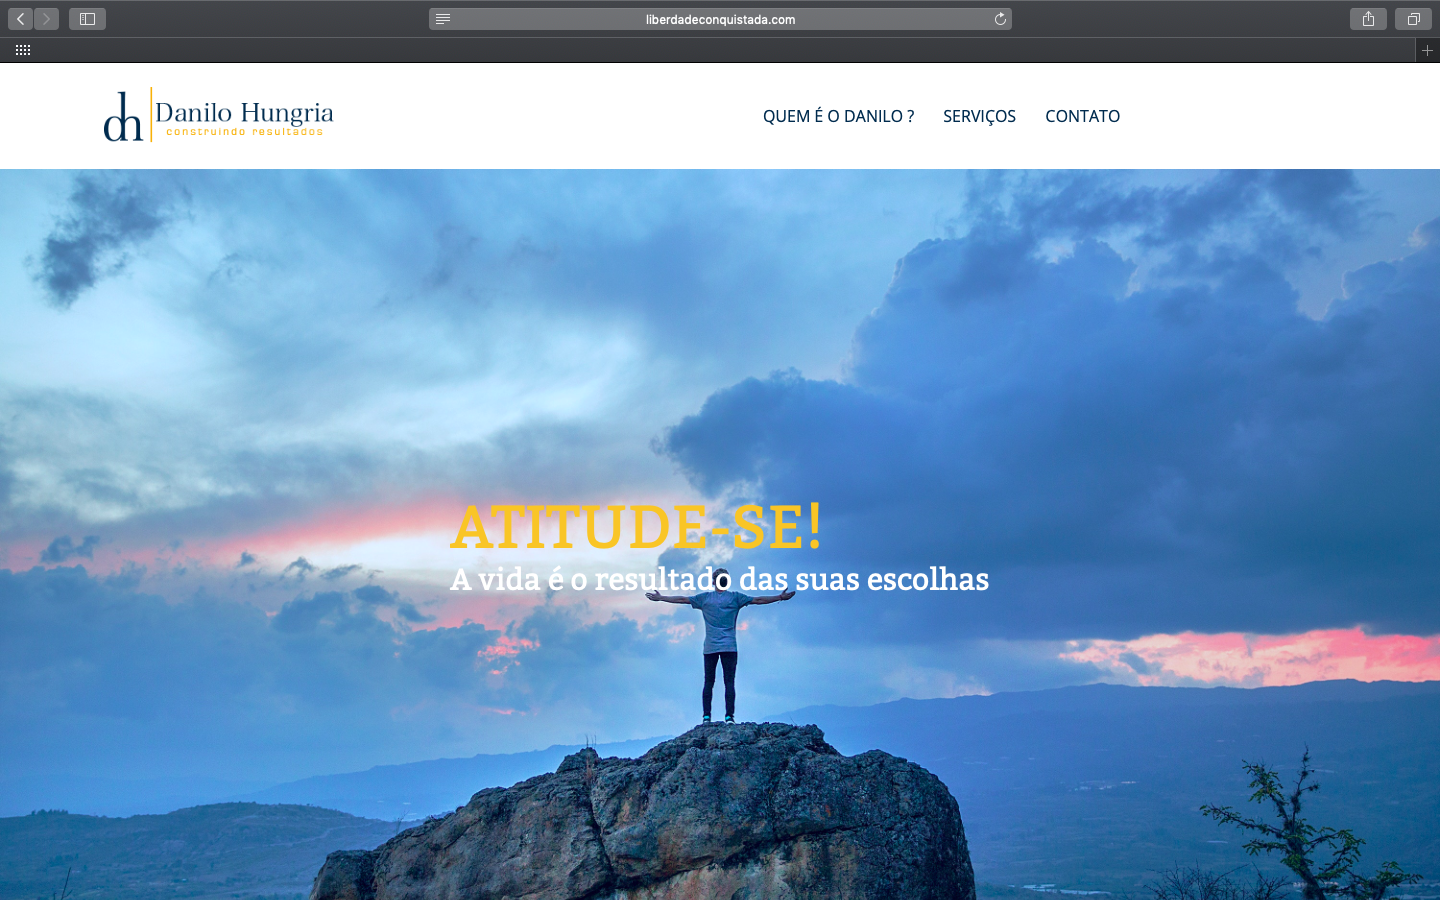 liberdadeconquistada.com
dh Danilo Hungria
construindo resultados
QUEM É O DANILO ? SERVIÇOS CONTATO
ATITUDE-SE!
A vida é o resultado das suas escolhas